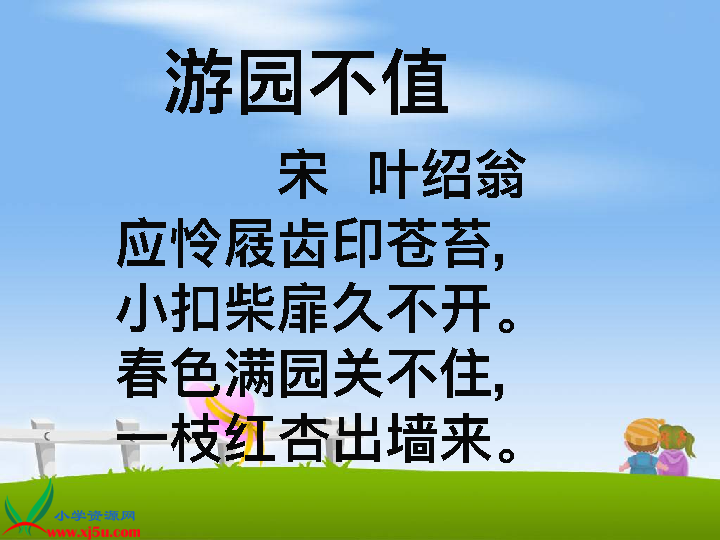 游园不值
宋 叶绍翁
应怜屐齿印苍苔,
小扣柴扉久不开。
春色满园关不住,
一枝红杏出墙来。
小学资源网
www.xj5u.com